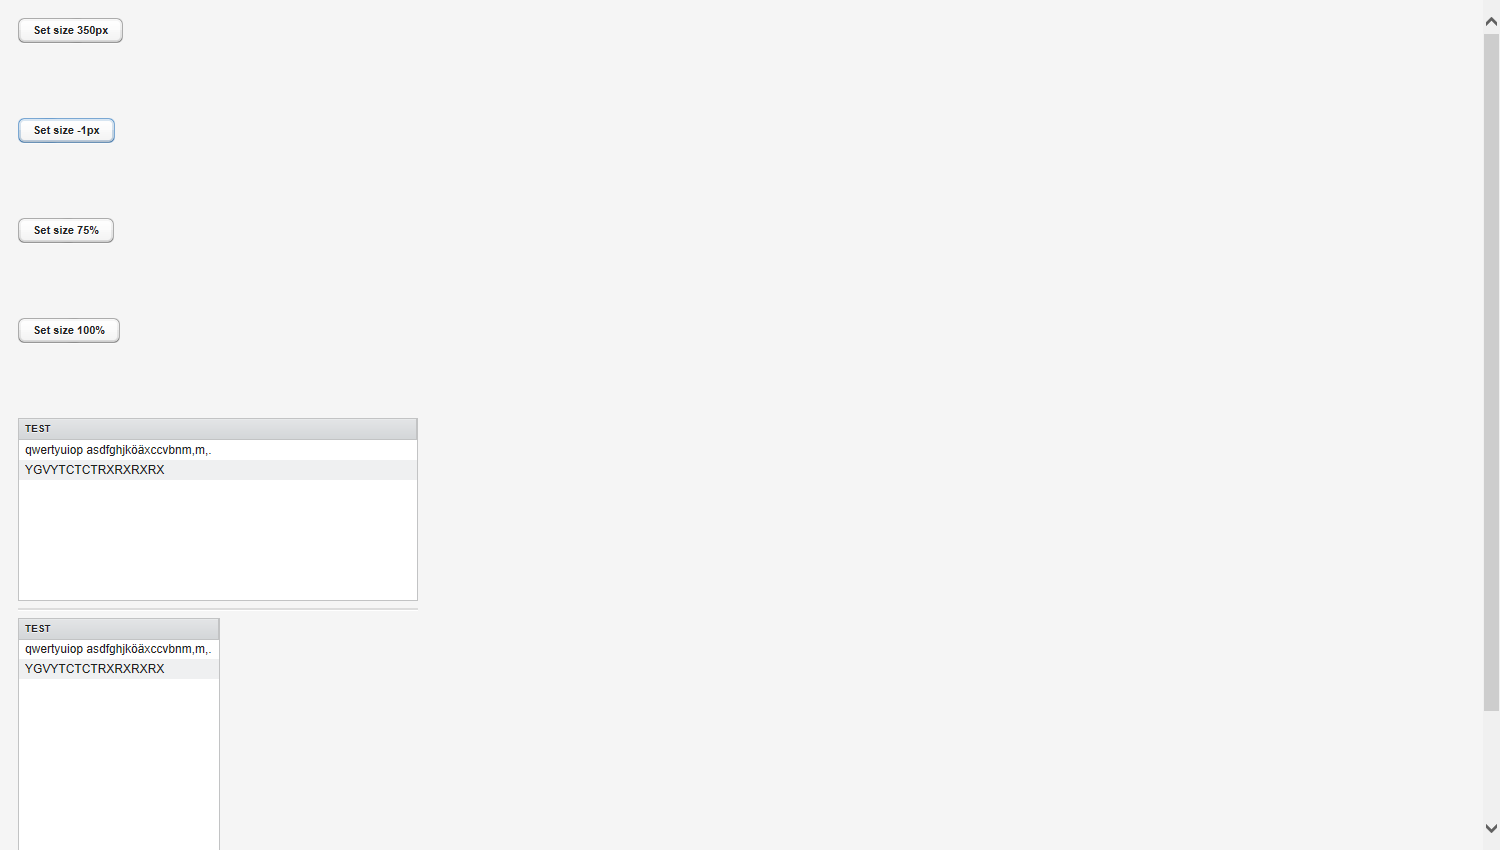 Set size 350px
Set size -1px
Set size 75%
Set size 100%
TEST
qwertyuiop asdfghjköäxccvbnm,m,.
YGVYTCTCTRXRXRXRX
TEST
qwertyuiop asdfghjköäxccvbnm,m,.
YGVYTCTCTRXRXRXRX